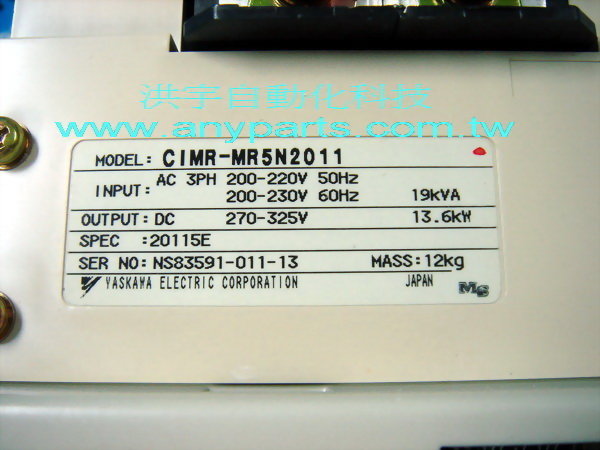 洪宇自動化科技
www.anyparts.com.tw
MODEL: CIMR-MR5N2011
INPUT: AC 3PH 200-220V 50Hz
200-230V 60Hz 19kVA
OUTPUT: DC 270-325V 13.6kW
SPEC :20115E
SER NO: NS83591-011-13 MASS:12kg
YASKAWA ELECTRIC CORPORATION JAPAN MC